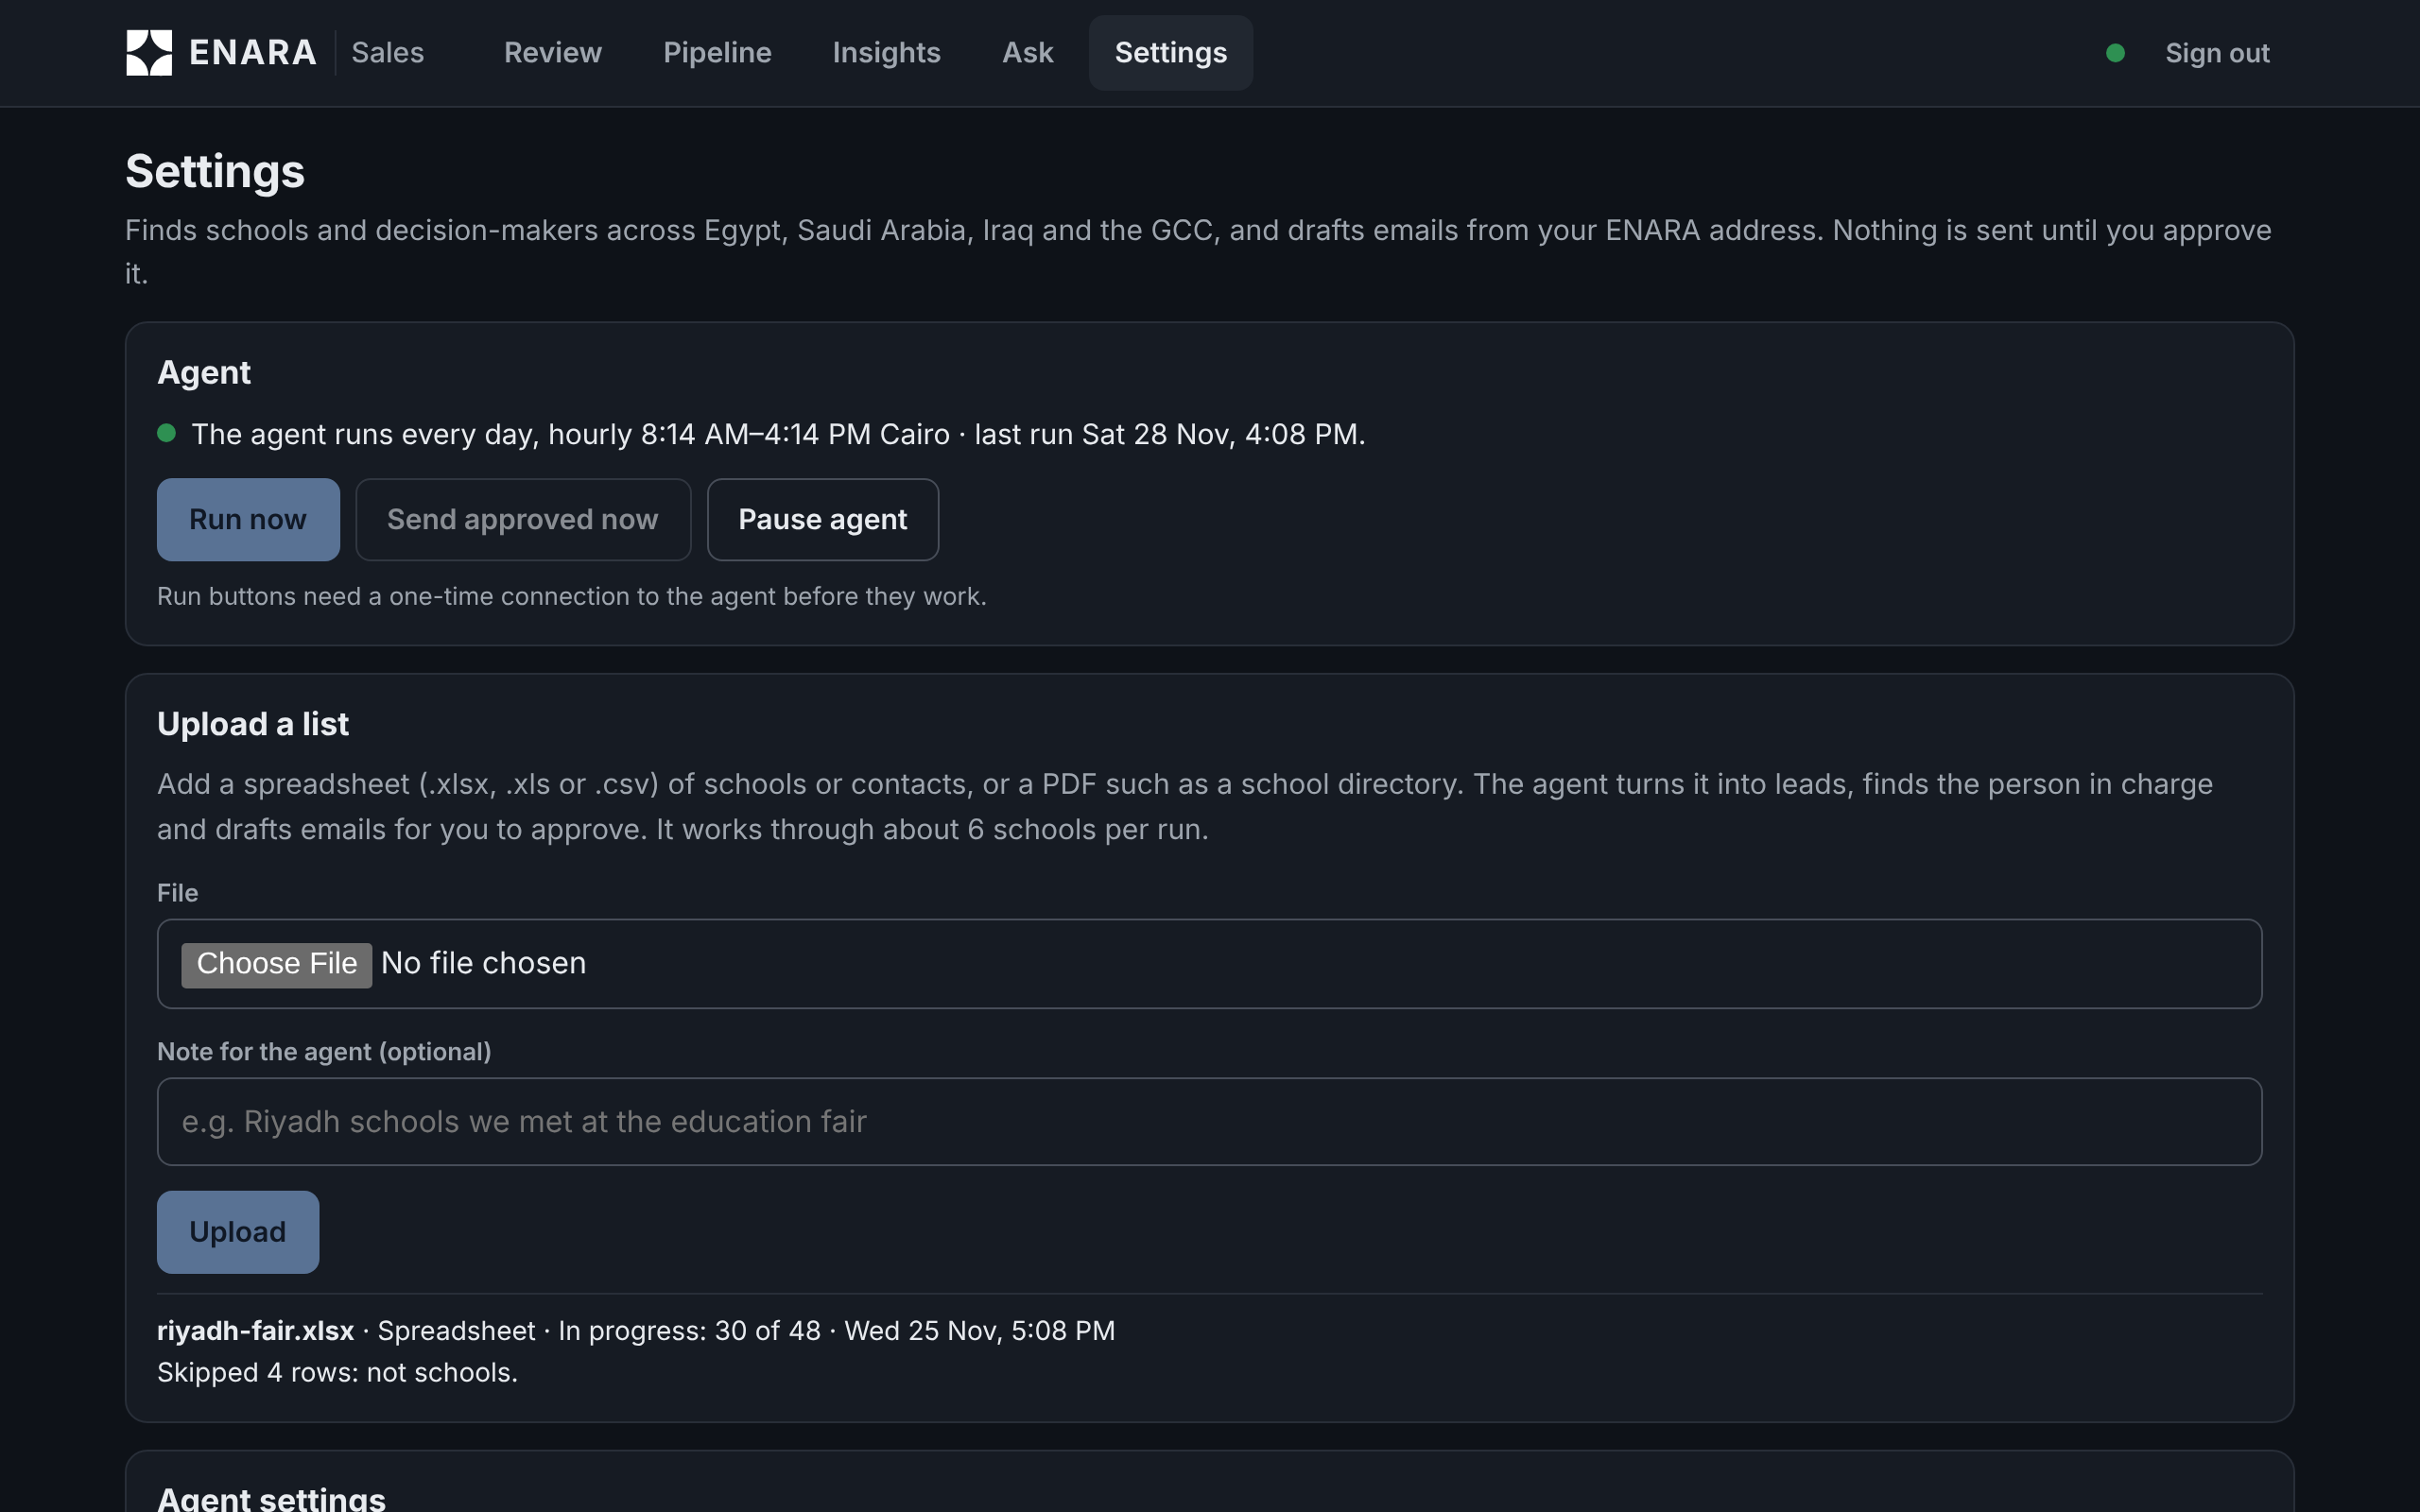 ENARA Sales Review Pipeline Insights Ask Settings Sign out
Settings
Finds schools and decision-makers across Egypt, Saudi Arabia, Iraq and the GCC, and drafts emails from your ENARA address. Nothing is sent until you approve
it.
Agent
The agent runs every day, hourly 8:14 AM–4:14 PM Cairo · last run Sat 28 Nov, 4:08 PM.
Run now Send approved now Pause agent
Run buttons need a one-time connection to the agent before they work.
Upload a list
Add a spreadsheet (.xlsx, .xls or .csv) of schools or contacts, or a PDF such as a school directory. The agent turns it into leads, finds the person in charge
and drafts emails for you to approve. It works through about 6 schools per run.
File
Choose File No file chosen
Note for the agent (optional)
e.g. Riyadh schools we met at the education fair
Upload
riyadh-fair.xlsx · Spreadsheet · In progress: 30 of 48 · Wed 25 Nov, 5:08 PM
Skipped 4 rows: not schools.
Agent settings